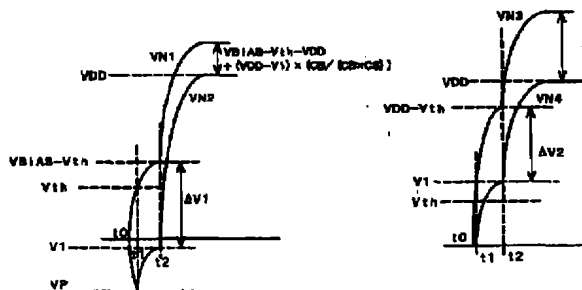 VN1
VBIAS-Vth-VDD
+ (VDD-V1) × (CB/(CB+CS))
VDD
VN2
VBIAS-Vth
Vth
ΔV1
t0
V1
t2
VP
VN3
VDD
VN4
VDD-Vth
ΔV2
V1
Vth
t0
t1
t2